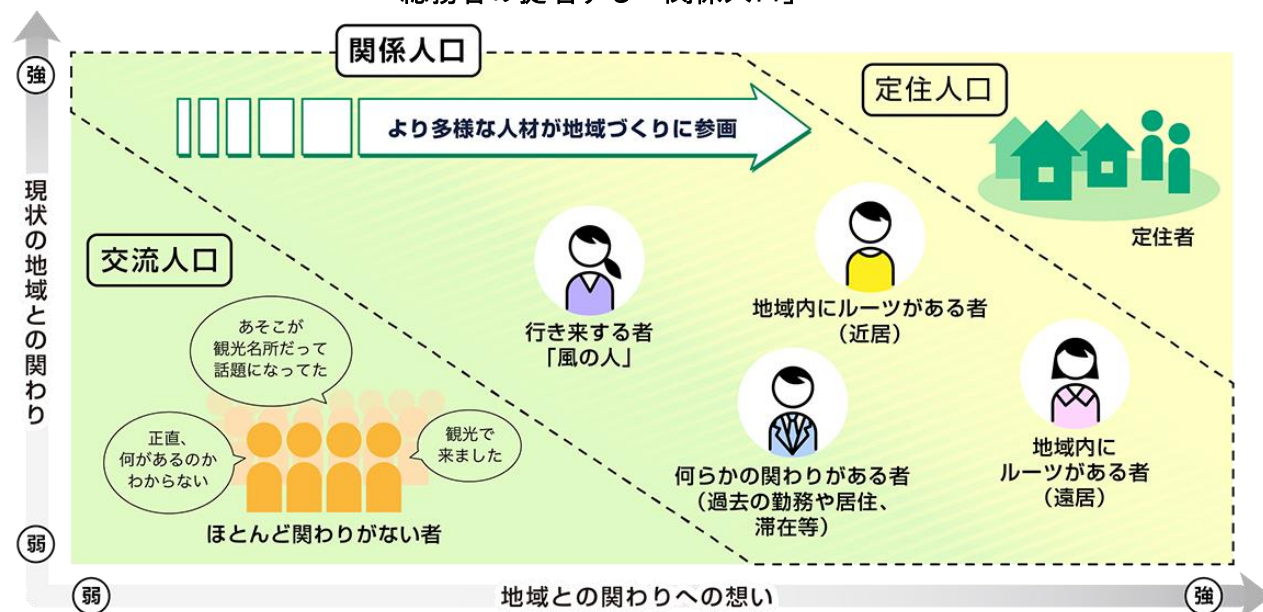 関係人口
強
定住人口
より多様な人材が地域づくりに参画
現状の地域との関わり
交流人口
定住者
あそこが
観光名所だって
話題になってた
行き来する者
「風の人」
地域内にルーツがある者
(近居)
正直、
何があるのか
わからない
観光で
来ました
地域内に
ルーツがある者
(遠居)
何らかの関わりがある者
(過去の勤務や居住、
滞在等)
ほとんど関わりがない者
弱
弱
地域との関わりへの想い
強